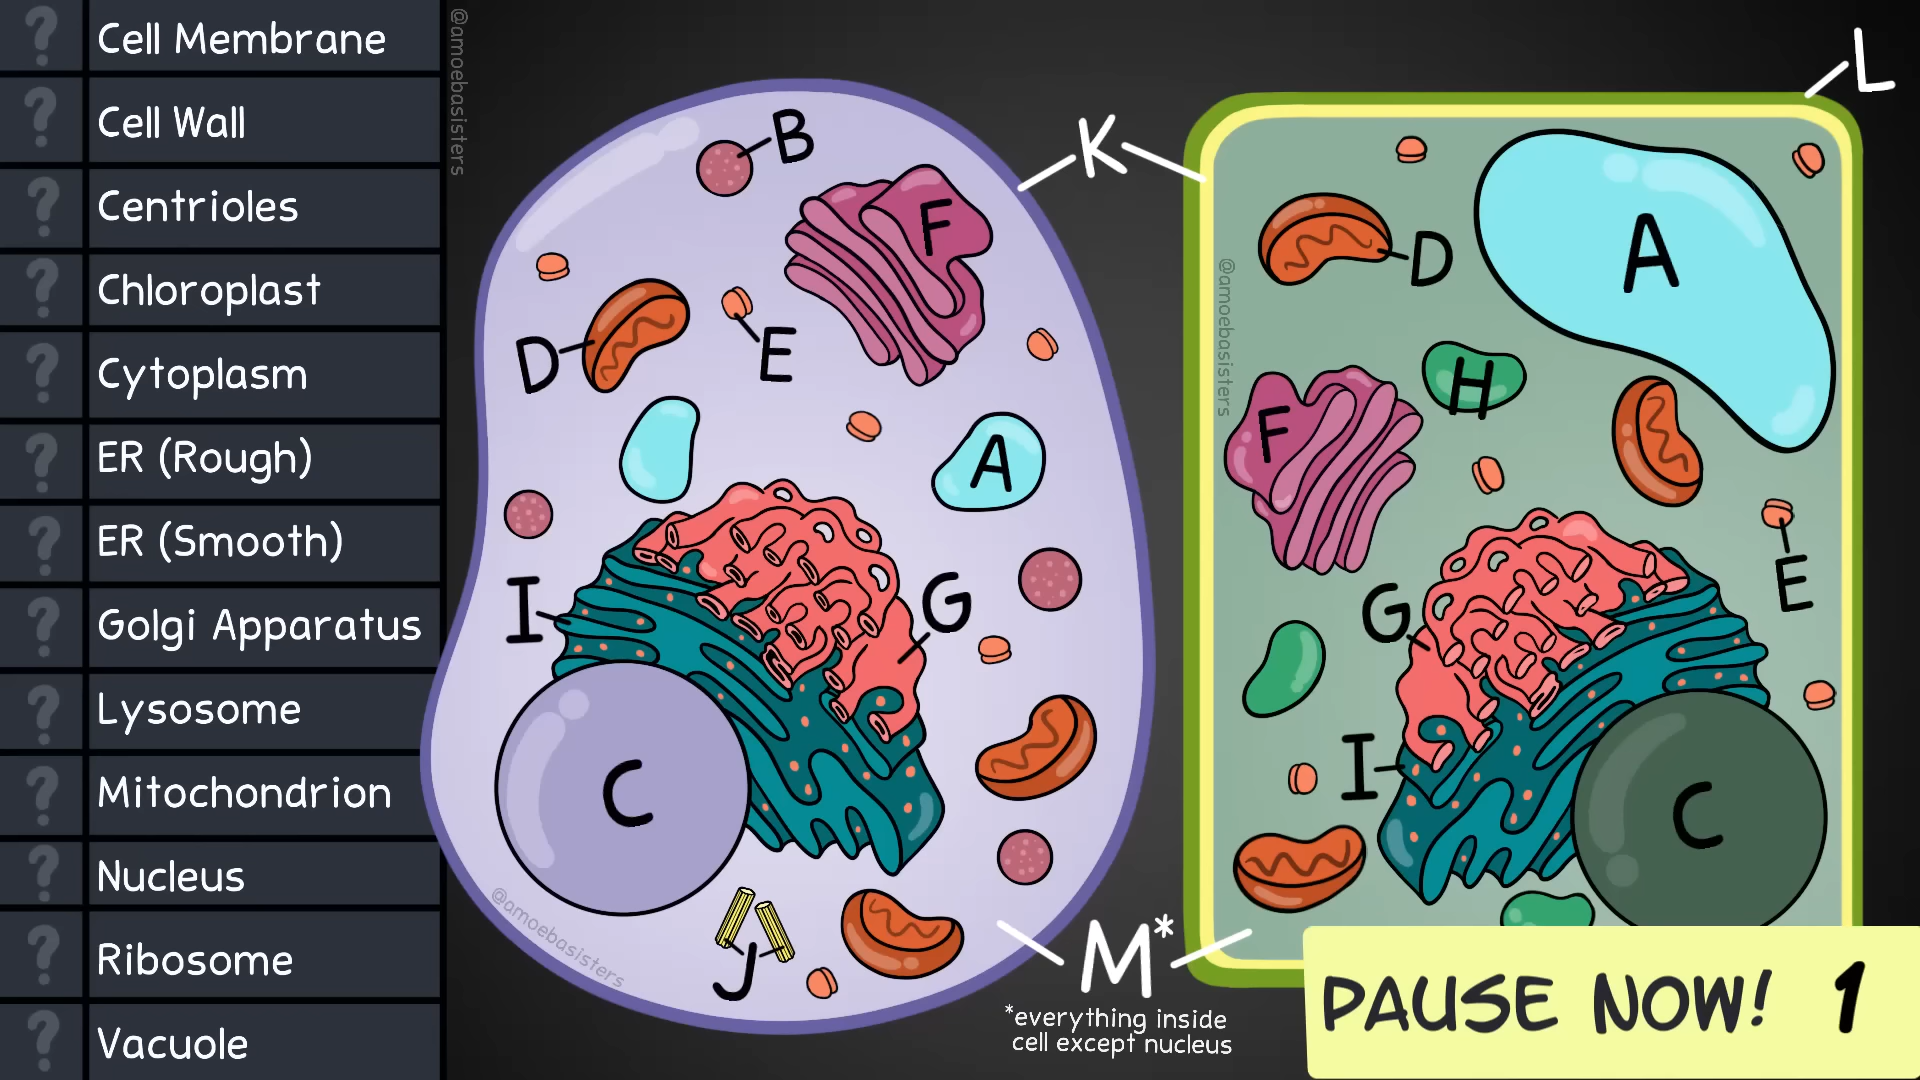 ? Cell Membrane
? Cell Wall
? Centrioles
? Chloroplast
? Cytoplasm
? ER (Rough)
? ER (Smooth)
? Golgi Apparatus
? Lysosome
? Mitochondrion
? Nucleus
? Ribosome
? Vacuole
@amoebasisters
B
F
D
E
A
I
G
C
J
@amoebasisters
K
L
M*
*everything inside
cell except nucleus
D
A
@amoebasisters
H
F
E
G
I
C
PAUSE NOW! 1